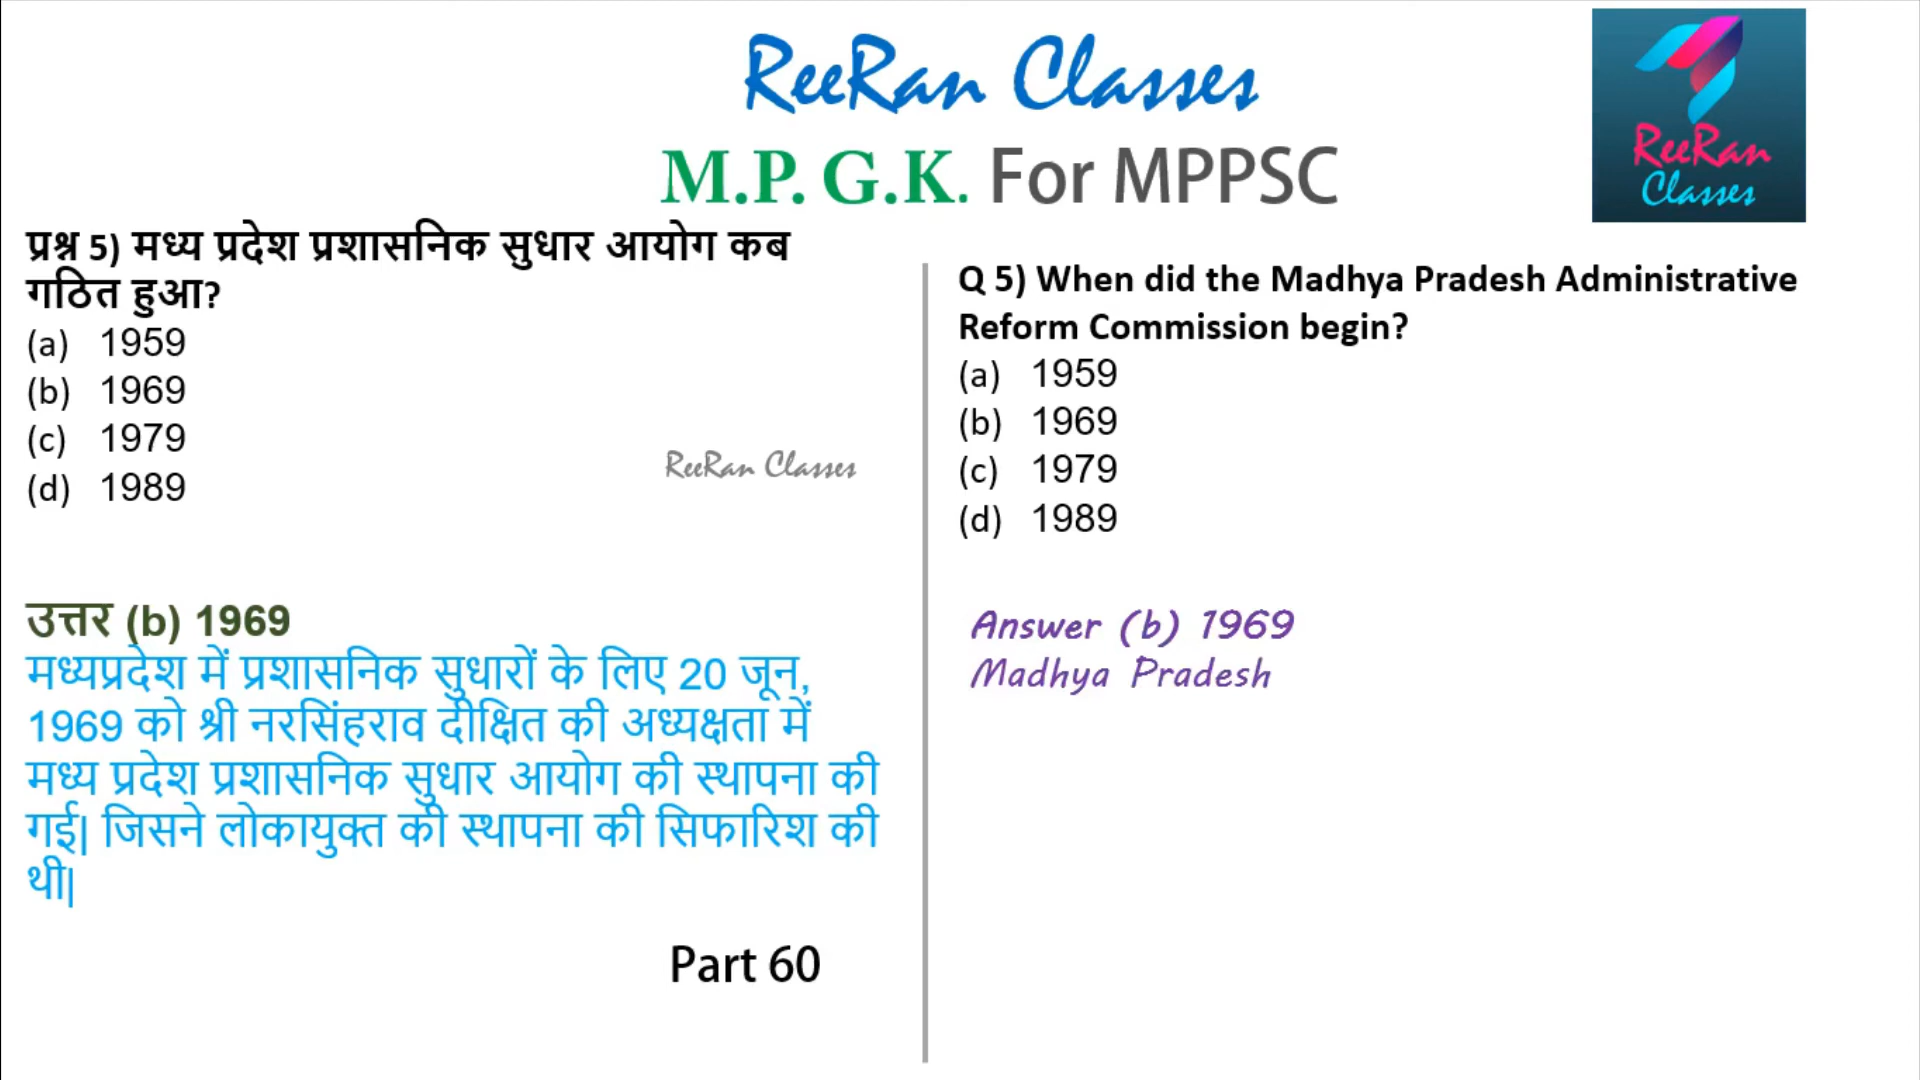 ReeRan Classes
M.P. G.K. For MPPSC
ReeRan
Classes
प्रश्न 5) मध्य प्रदेश प्रशासनिक सुधार आयोग कब
गठित हुआ?
(a) 1959
(b) 1969
(c) 1979
(d) 1989
ReeRan Classes
उत्तर (b) 1969
मध्यप्रदेश में प्रशासनिक सुधारों के लिए 20 जून,
1969 को श्री नरसिंहराव दीक्षित की अध्यक्षता में
मध्य प्रदेश प्रशासनिक सुधार आयोग की स्थापना की
गई| जिसने लोकायुक्त की स्थापना की सिफारिश की
थी|
Part 60
Q 5) When did the Madhya Pradesh Administrative
Reform Commission begin?
(a) 1959
(b) 1969
(c) 1979
(d) 1989
Answer (b) 1969
Madhya Pradesh